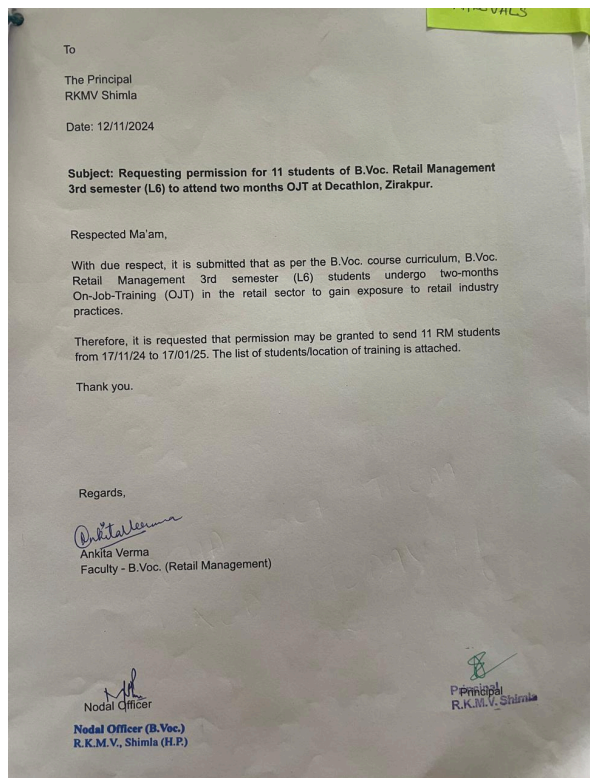 To
The Principal
RKMV Shimla
Date: 12/11/2024
Subject: Requesting permission for 11 students of B.Voc. Retail Management
3rd semester (L6) to attend two months OJT at Decathlon, Zirakpur.
Respected Ma'am,
With due respect, it is submitted that as per the B.Voc. course curriculum, B.Voc.
Retail Management 3rd semester (L6) students undergo two-months
On-Job-Training (OJT) in the retail sector to gain exposure to retail industry
practices.
Therefore, it is requested that permission may be granted to send 11 RM students
from 17/11/24 to 17/01/25. The list of students/location of training is attached.
Thank you.
Regards,
AnkitaVerma
Ankita Verma
Faculty - B.Voc. (Retail Management)
Nodal Officer
Nodal Officer (B.Voc.)
R.K.M.V., Shimla (H.P.)
Principal
Principal
R.K.M.V. Shimla